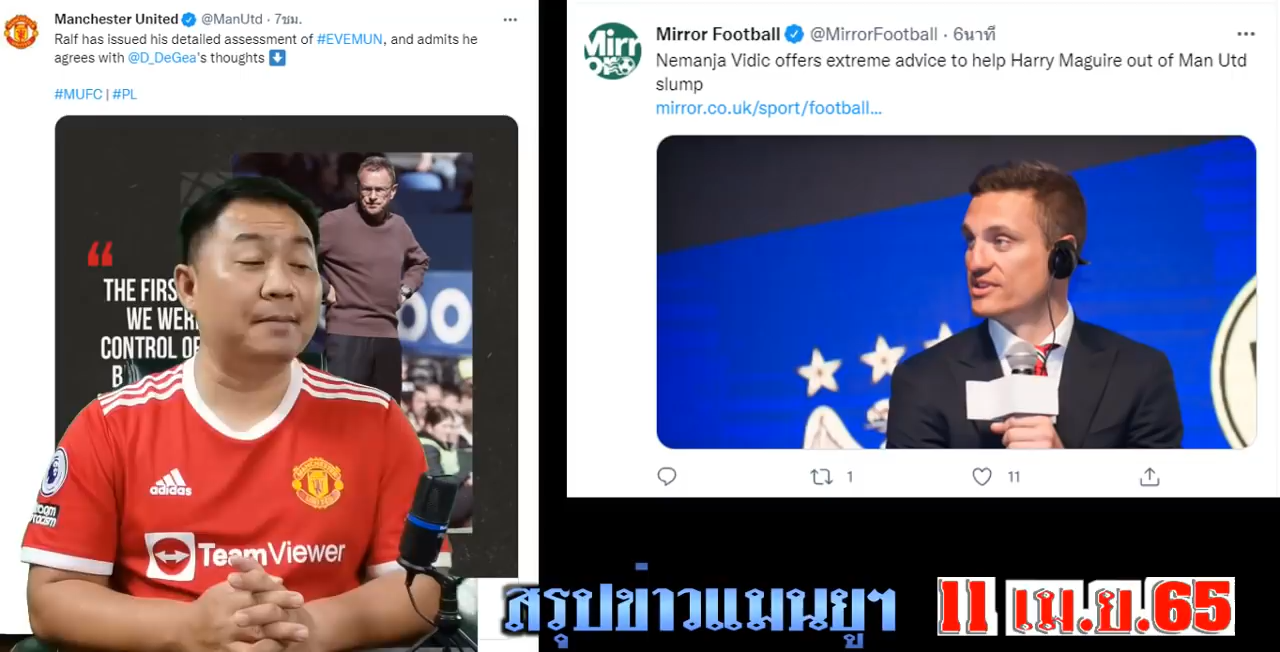 Manchester United @ManUtd · 7ชม.
Ralf has issued his detailed assessment of #EVEMUN, and admits he
agrees with @D_DeGea's thoughts
#MUFC | #PL
THE FIRS
WE WER
CONTROL OF
B
adidas
TeamViewer
Mirror Football @MirrorFootball · 6นาที
Nemanja Vidic offers extreme advice to help Harry Maguire out of Man Utd
slump
mirror.co.uk/sport/football...
1
11
สรุปข่าวแมนยูฯ 11 เม.ย.65